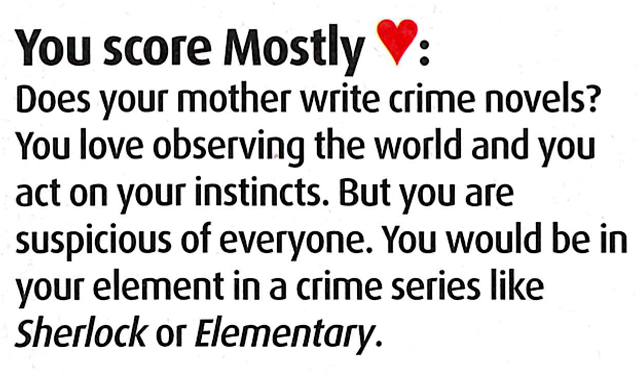 You score Mostly ♥:
Does your mother write crime novels?
You love observing the world and you
act on your instincts. But you are
suspicious of everyone. You would be in
your element in a crime series like
Sherlock or Elementary.